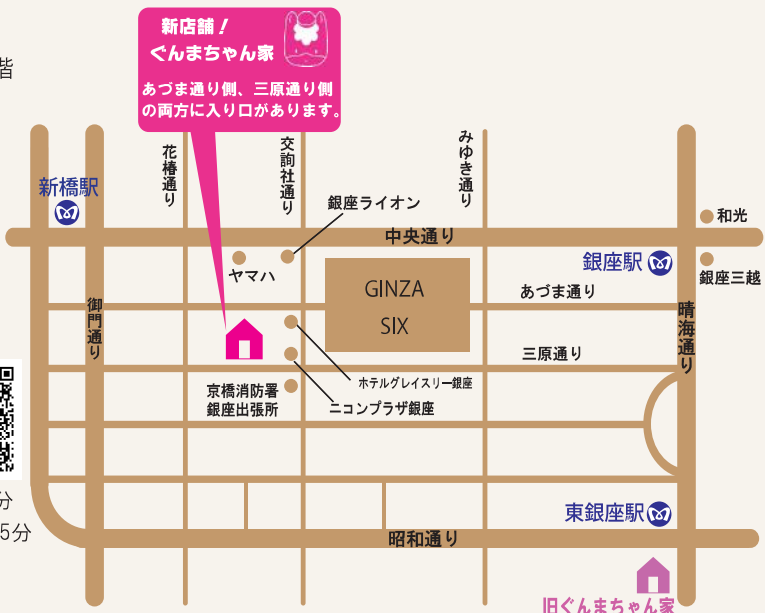 新店舗！
ぐんまちゃん家
あづま通り側、三原通り側
の両方に入り口があります。
階
新橋駅
花椿通り
交詢社通り
みゆき通り
銀座ライオン
和光
中央通り
ヤマハ
銀座駅
銀座三越
GINZA
SIX
あづま通り
御門通り
晴海通り
三原通り
ホテルグレイスリー銀座
京橋消防署
銀座出張所
ニコンプラザ銀座
分
5分
東銀座駅
昭和通り
旧ぐんまちゃん家